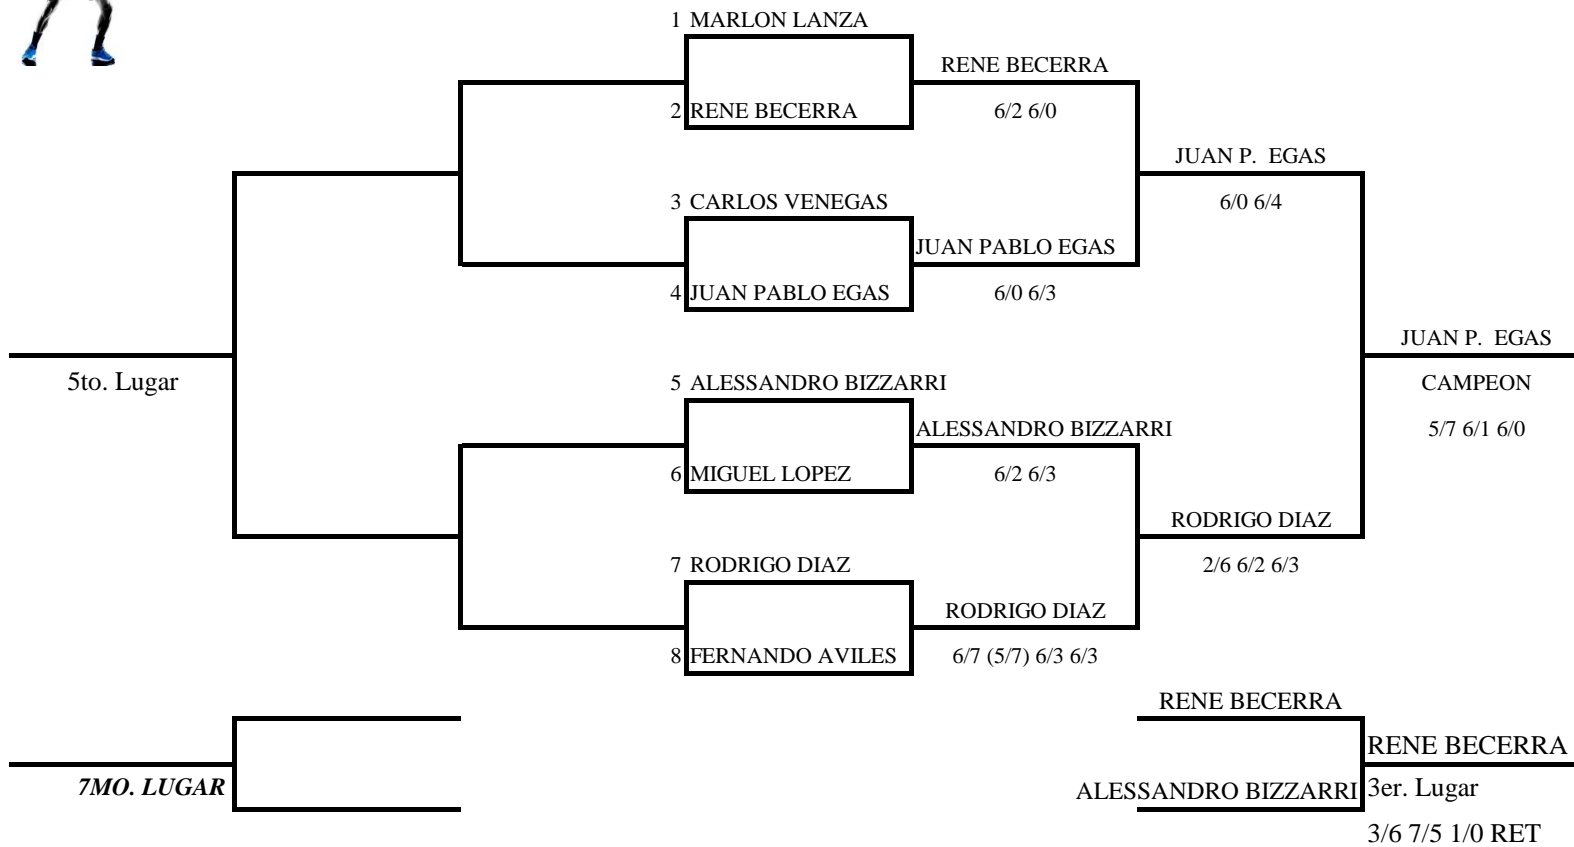 1 MARLON LANZA
RENE BECERRA
2 RENE BECERRA
6/2 6/0
JUAN P. EGAS
3 CARLOS VENEGAS
6/0 6/4
JUAN PABLO EGAS
4 JUAN PABLO EGAS
6/0 6/3
JUAN P. EGAS
5to. Lugar
5 ALESSANDRO BIZZARRI
CAMPEON
ALESSANDRO BIZZARRI
5/7 6/1 6/0
6 MIGUEL LOPEZ
6/2 6/3
RODRIGO DIAZ
7 RODRIGO DIAZ
2/6 6/2 6/3
RODRIGO DIAZ
8 FERNANDO AVILES
6/7 (5/7) 6/3 6/3
RENE BECERRA
RENE BECERRA
7MO. LUGAR
ALESSANDRO BIZZARRI
3er. Lugar
3/6 7/5 1/0 RET